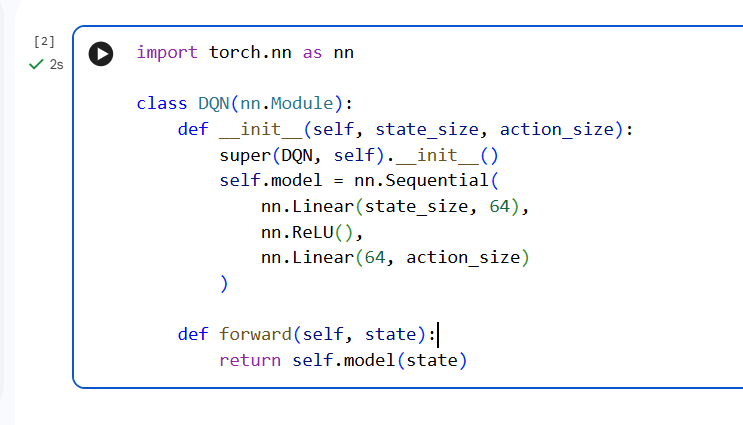 [2]
2s
import torch.nn as nn
class DQN(nn.Module):
    def __init__(self, state_size, action_size):
        super(DQN, self).__init__()
        self.model = nn.Sequential(
            nn.Linear(state_size, 64),
            nn.ReLU(),
            nn.Linear(64, action_size)
        )
    def forward(self, state):
        return self.model(state)